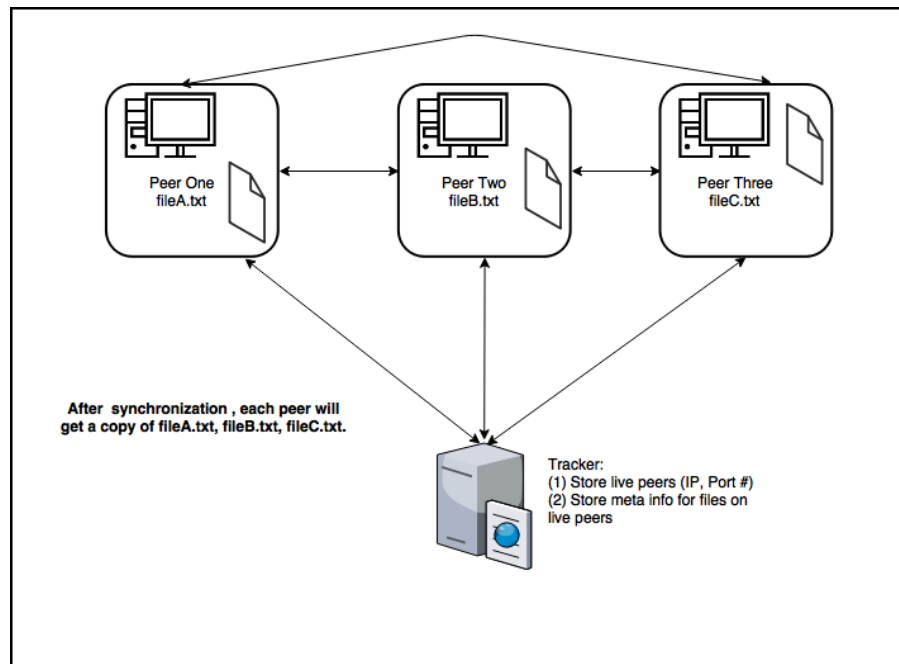 Peer One
fileA.txt
Peer Two
fileB.txt
Peer Three
fileC.txt
After synchronization , each peer will
get a copy of fileA.txt, fileB.txt, fileC.txt.
Tracker:
(1) Store live peers (IP, Port #)
(2) Store meta info for files on
live peers